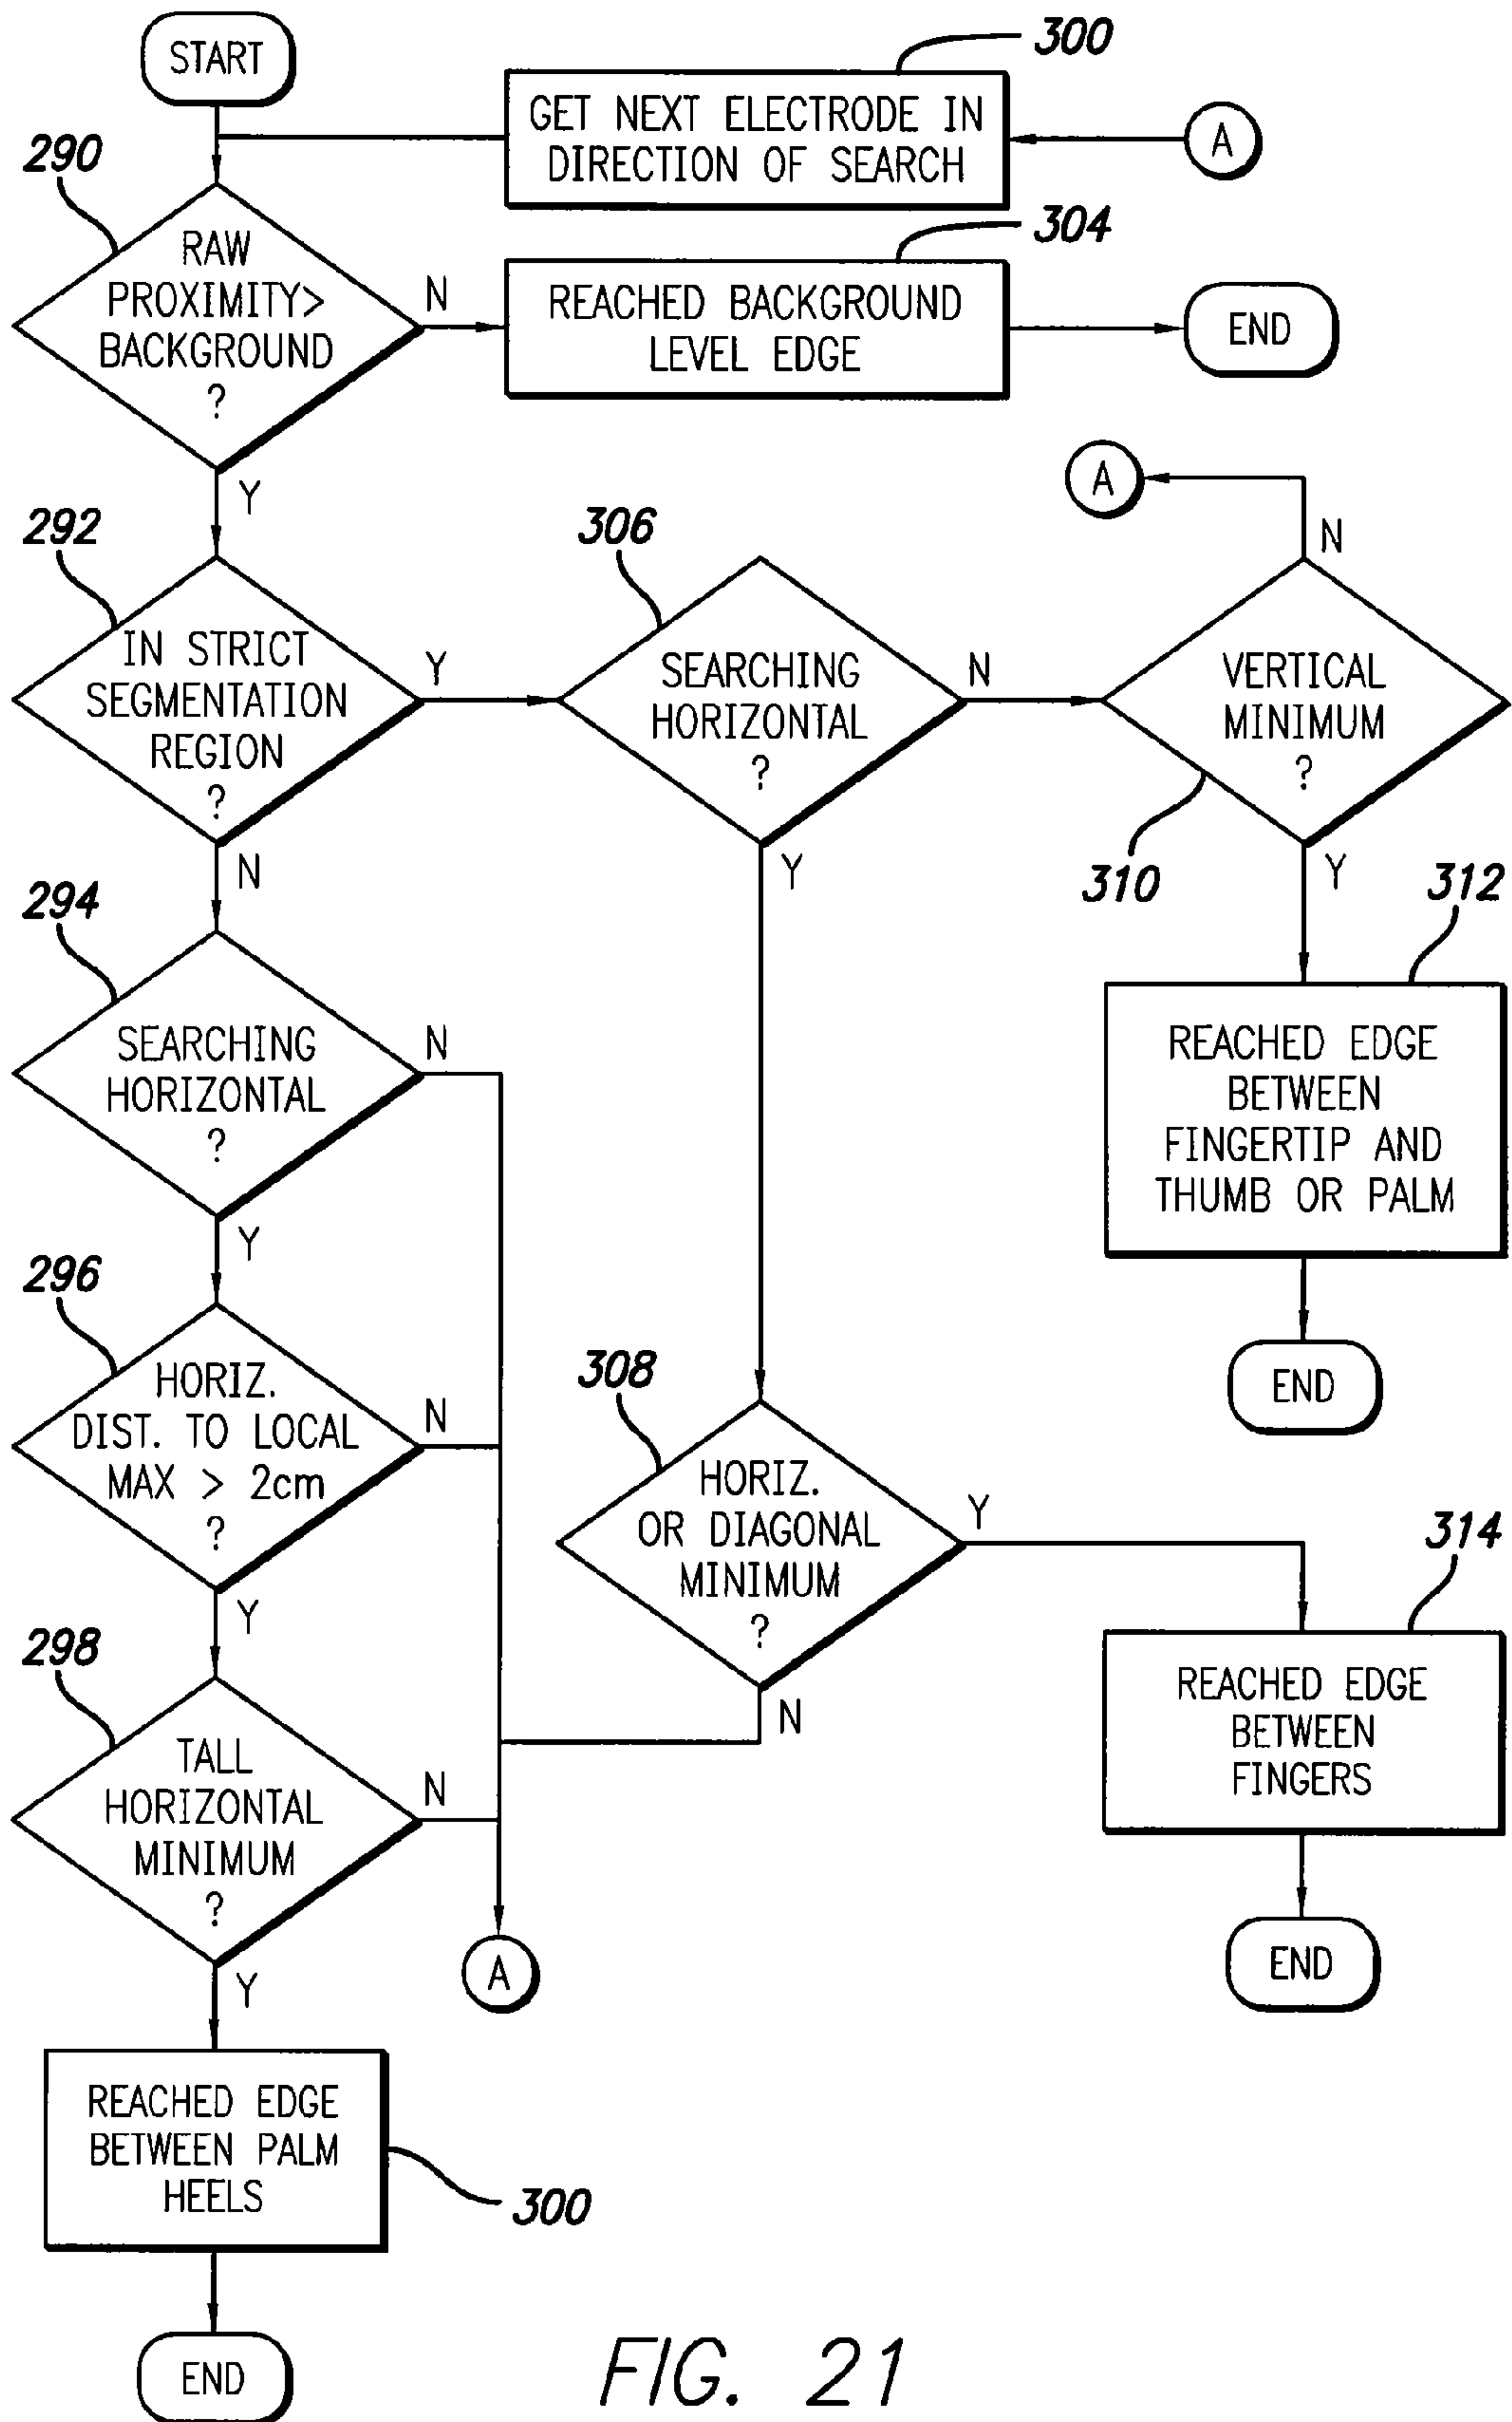 START
300
GET NEXT ELECTRODE IN
DIRECTION OF SEARCH
A
290
RAW
PROXIMITY>
BACKGROUND
?
N
304
REACHED BACKGROUND
LEVEL EDGE
END
Y
292
IN STRICT
SEGMENTATION
REGION
?
Y
306
SEARCHING
HORIZONTAL
?
N
A
N
VERTICAL
MINIMUM
?
310
Y
312
REACHED EDGE
BETWEEN
FINGERTIP AND
THUMB OR PALM
END
N
294
SEARCHING
HORIZONTAL
?
N
Y
Y
296
HORIZ.
DIST. TO LOCAL
MAX > 2cm
?
N
308
HORIZ.
OR DIAGONAL
MINIMUM
?
Y
314
REACHED EDGE
BETWEEN
FINGERS
END
N
Y
298
TALL
HORIZONTAL
MINIMUM
?
N
A
Y
REACHED EDGE
BETWEEN PALM
HEELS
300
END
FIG. 21